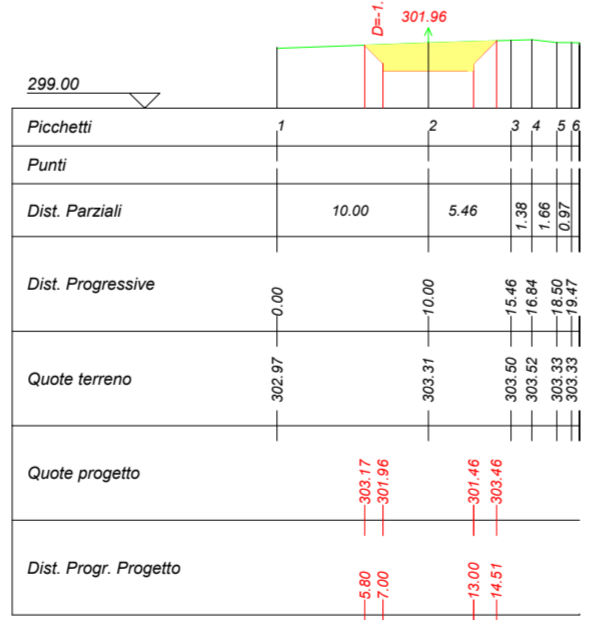 D=-1.
301.96
299.00
Picchetti 1 2 3 4 5 6
Punti
Dist. Parziali 10.00 5.46 1.38 1.66 0.97
Dist. Progressive 0.00 10.00 15.46 16.84 18.50 19.47
Quote terreno 302.97 303.31 303.50 303.52 303.33 303.33
Quote progetto 303.17 301.96 301.46 303.46
Dist. Progr. Progetto 5.80 7.00 13.00 14.51